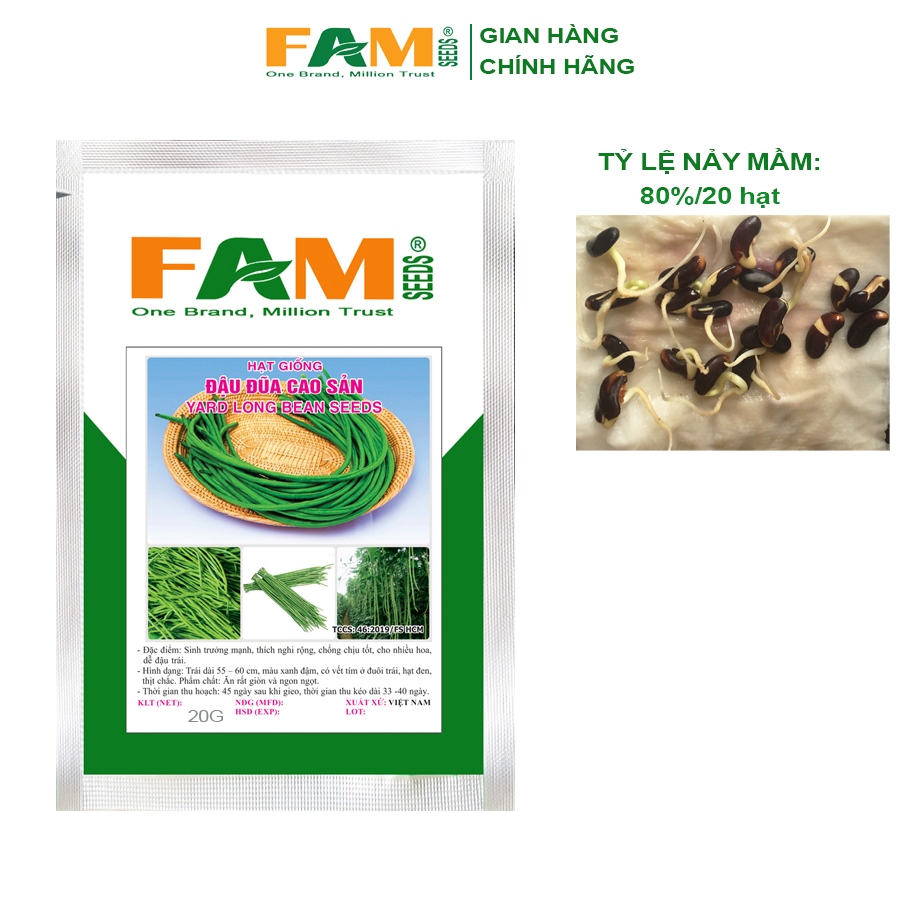 FAM SEEDS®
One Brand, Million Trust
GIAN HÀNG
CHÍNH HÃNG
TỶ LỆ NẢY MẦM:
80%/20 hạt
FAM SEEDS®
One Brand, Million Trust
HẠT GIỐNG
ĐẬU ĐŨA CAO SẢN
YARD LONG BEAN SEEDS
TCCS: 46:2019/FS HCM
- Đặc điểm: Sinh trưởng mạnh, thích nghi rộng, chống chịu tốt, cho nhiều hoa,
dễ đậu trái.
- Hình dạng: Trái dài 55 – 60 cm, màu xanh đậm, có vết tím ở đuôi trái, hạt đen,
thịt chắc. Phẩm chất: Ăn rất giòn và ngon ngọt.
- Thời gian thu hoạch: 45 ngày sau khi gieo, thời gian thu kéo dài 33 -40 ngày.
KLT (NET): NĐG (MFD): XUẤT XỨ: VIỆT NAM
20G HSD (EXP): LOT: